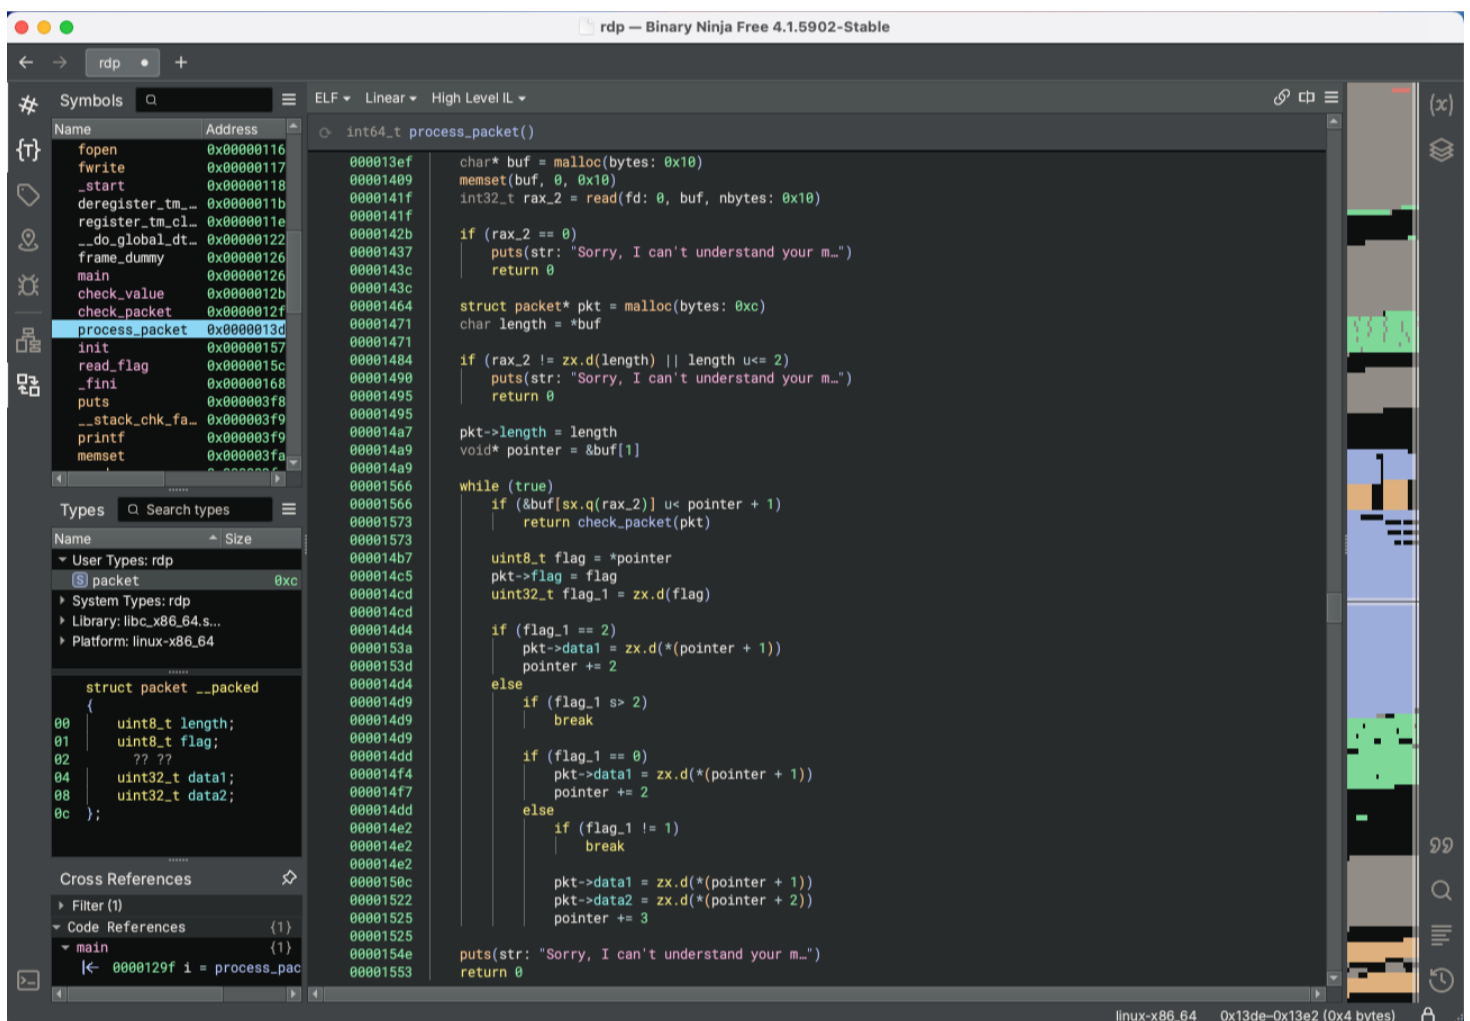 rdp — Binary Ninja Free 4.1.5902-Stable
rdp
Symbols
Name Address
fopen 0x00000116
fwrite 0x00000117
_start 0x00000118
deregister_tm_… 0x0000011b
register_tm_cl… 0x0000011e
__do_global_dt… 0x00000122
frame_dummy 0x00000126
main 0x00000126
check_value 0x0000012b
check_packet 0x0000012f
process_packet 0x0000013d
init 0x00000157
read_flag 0x0000015c
_fini 0x00000168
puts 0x000003f8
__stack_chk_fa… 0x000003f9
printf 0x000003f9
memset 0x000003fa
Types Search types
Name Size
User Types: rdp
S packet 0xc
System Types: rdp
Library: libc_x86_64.s...
Platform: linux-x86_64
struct packet __packed
{
00 uint8_t length;
01 uint8_t flag;
02 ?? ??
04 uint32_t data1;
08 uint32_t data2;
0c };
Cross References
Filter (1)
Code References {1}
main {1}
0000129f i = process_pac
ELF Linear High Level IL
int64_t process_packet()
000013ef char* buf = malloc(bytes: 0x10)
00001409 memset(buf, 0, 0x10)
0000141f int32_t rax_2 = read(fd: 0, buf, nbytes: 0x10)
0000141f
0000142b if (rax_2 == 0)
00001437 puts(str: "Sorry, I can't understand your m…")
0000143c return 0
0000143c
00001464 struct packet* pkt = malloc(bytes: 0xc)
00001471 char length = *buf
00001471
00001484 if (rax_2 != zx.d(length) || length u<= 2)
00001490 puts(str: "Sorry, I can't understand your m…")
00001495 return 0
00001495
000014a7 pkt->length = length
000014a9 void* pointer = &buf[1]
000014a9
00001566 while (true)
00001566 if (&buf[sx.q(rax_2)] u< pointer + 1)
00001573 return check_packet(pkt)
00001573
000014b7 uint8_t flag = *pointer
000014c5 pkt->flag = flag
000014cd uint32_t flag_1 = zx.d(flag)
000014cd
000014d4 if (flag_1 == 2)
0000153a pkt->data1 = zx.d(*(pointer + 1))
0000153d pointer += 2
000014d4 else
000014d9 if (flag_1 s> 2)
000014d9 break
000014d9
000014dd if (flag_1 == 0)
000014f4 pkt->data1 = zx.d(*(pointer + 1))
000014f7 pointer += 2
000014dd else
000014e2 if (flag_1 != 1)
000014e2 break
000014e2
0000150c pkt->data1 = zx.d(*(pointer + 1))
00001522 pkt->data2 = zx.d(*(pointer + 2))
00001525 pointer += 3
00001525
0000154e puts(str: "Sorry, I can't understand your m…")
00001553 return 0
linux-x86_64 0x13de–0x13e2 (0x4 bytes)